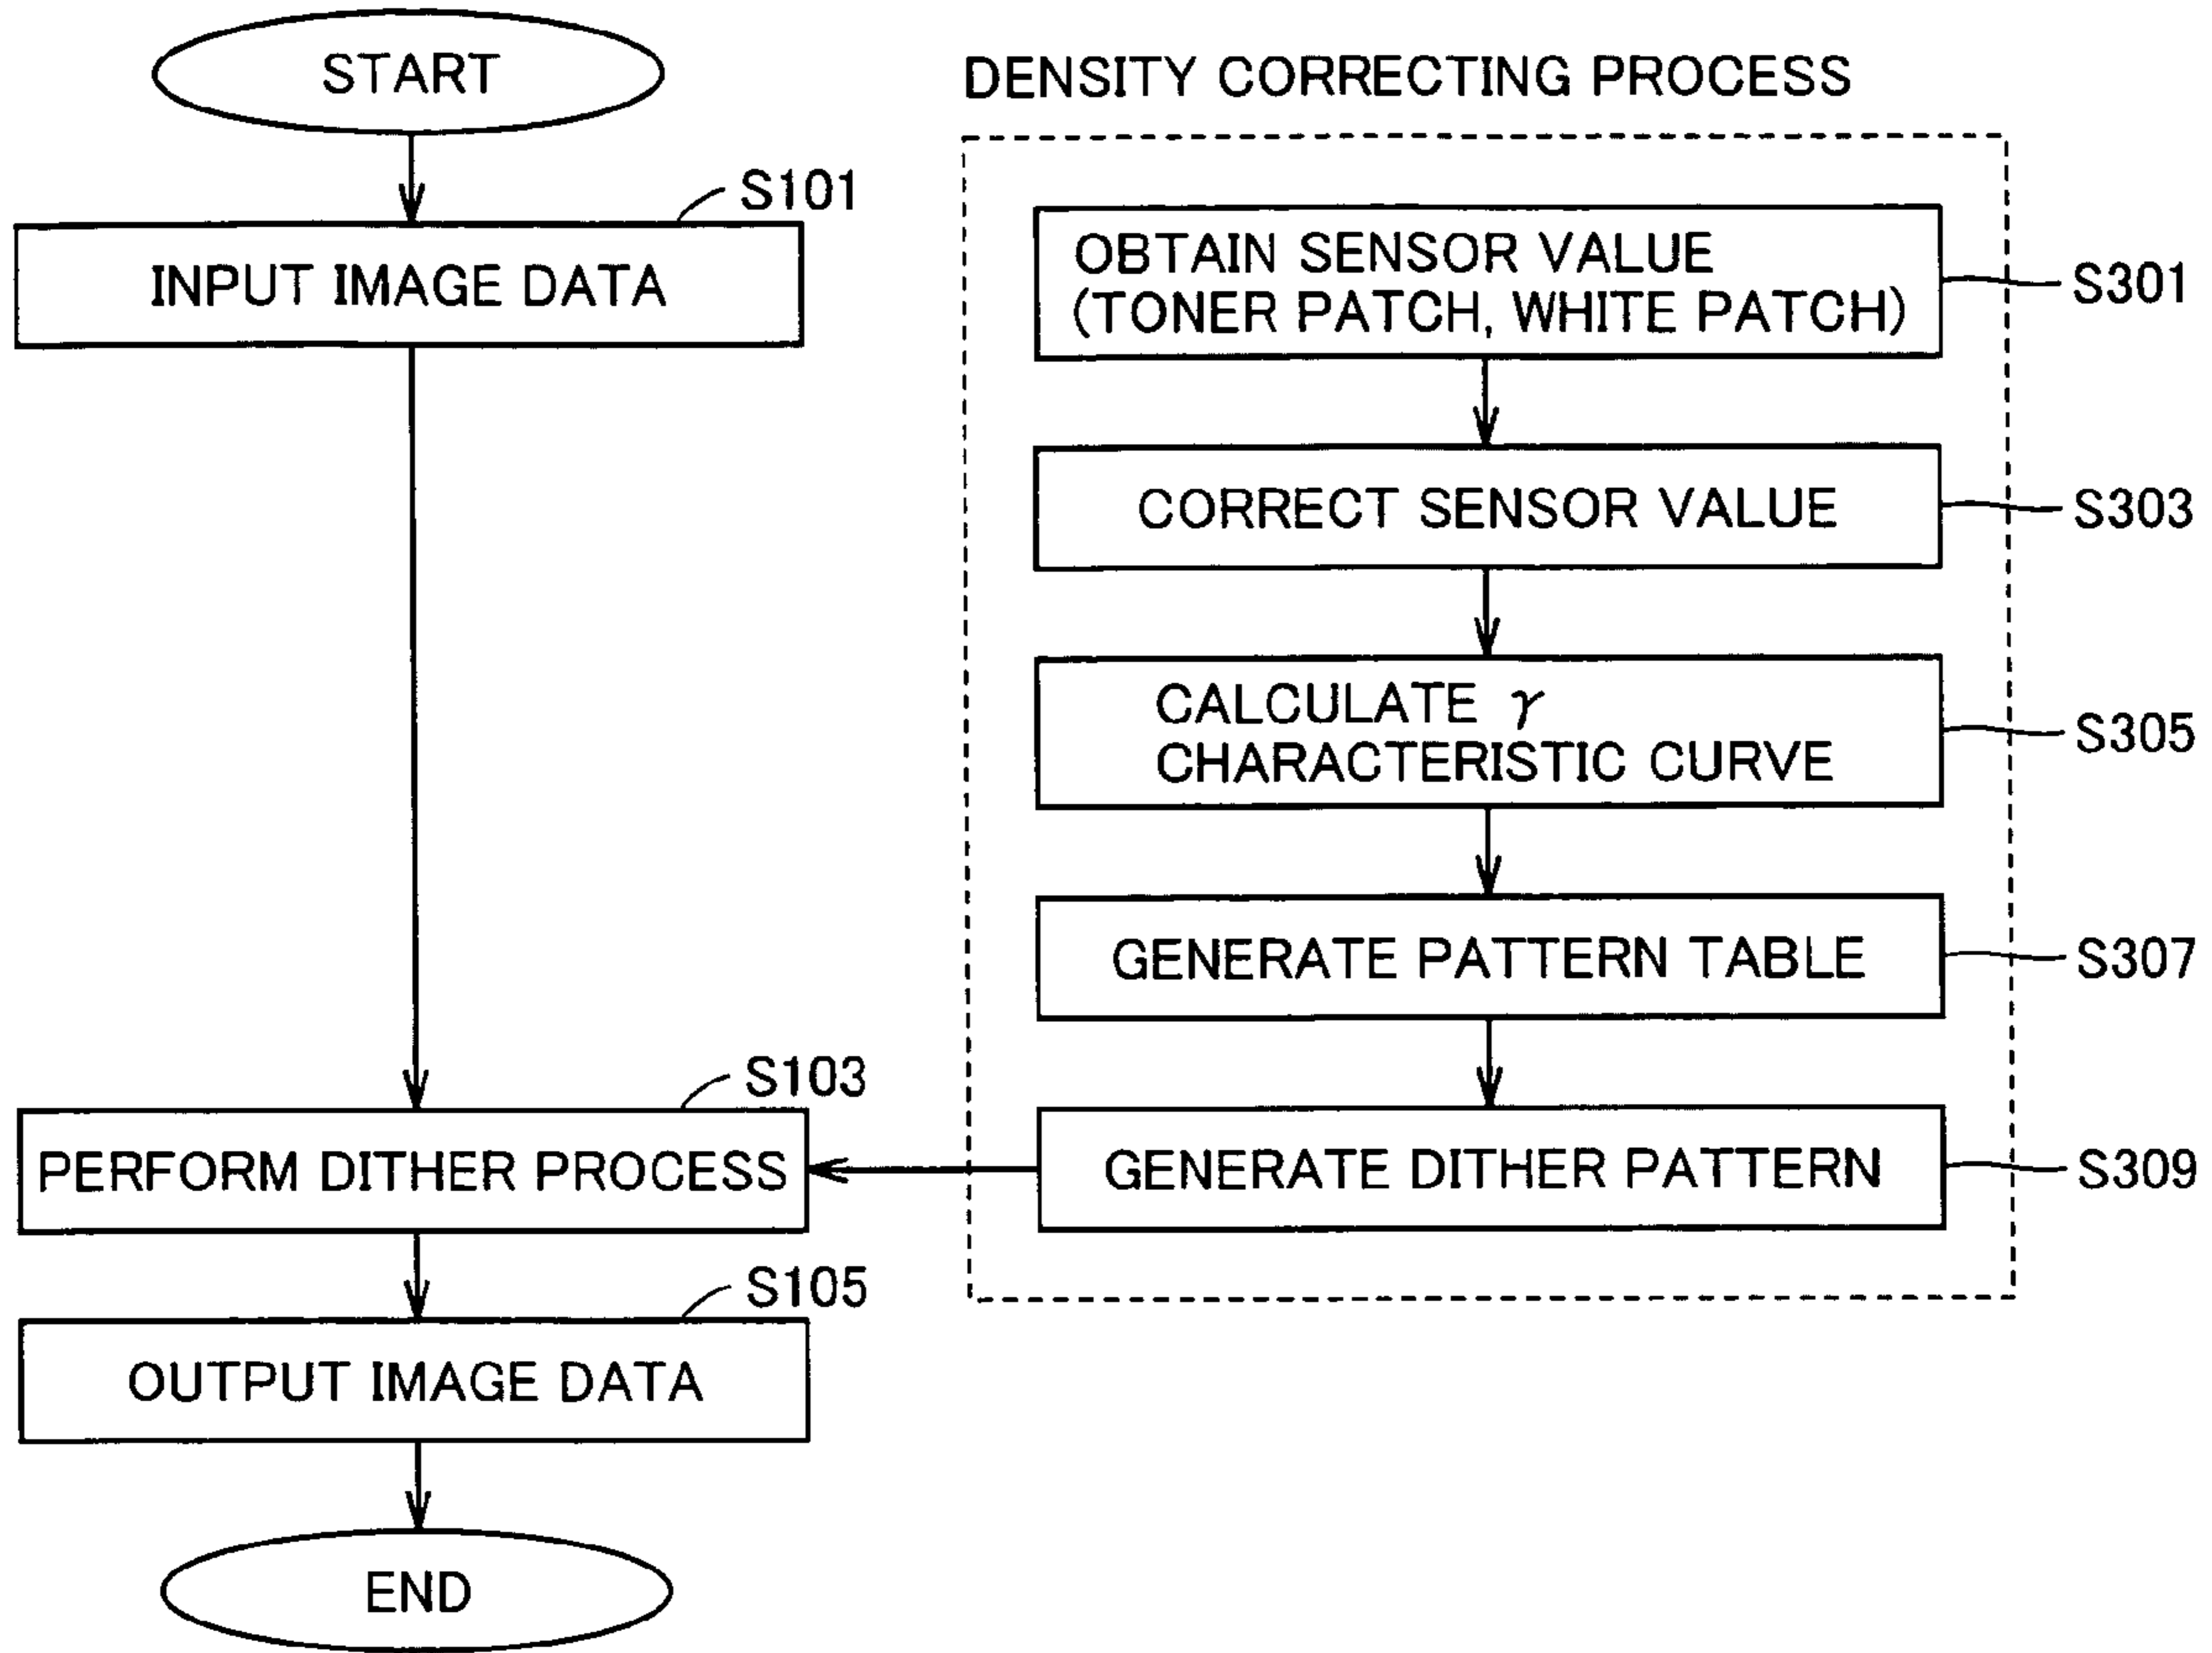 START
S101
INPUT IMAGE DATA
S103
PERFORM DITHER PROCESS
S105
OUTPUT IMAGE DATA
END
DENSITY CORRECTING PROCESS
OBTAIN SENSOR VALUE
(TONER PATCH, WHITE PATCH)
S301
CORRECT SENSOR VALUE
S303
CALCULATE γ
CHARACTERISTIC CURVE
S305
GENERATE PATTERN TABLE
S307
GENERATE DITHER PATTERN
S309